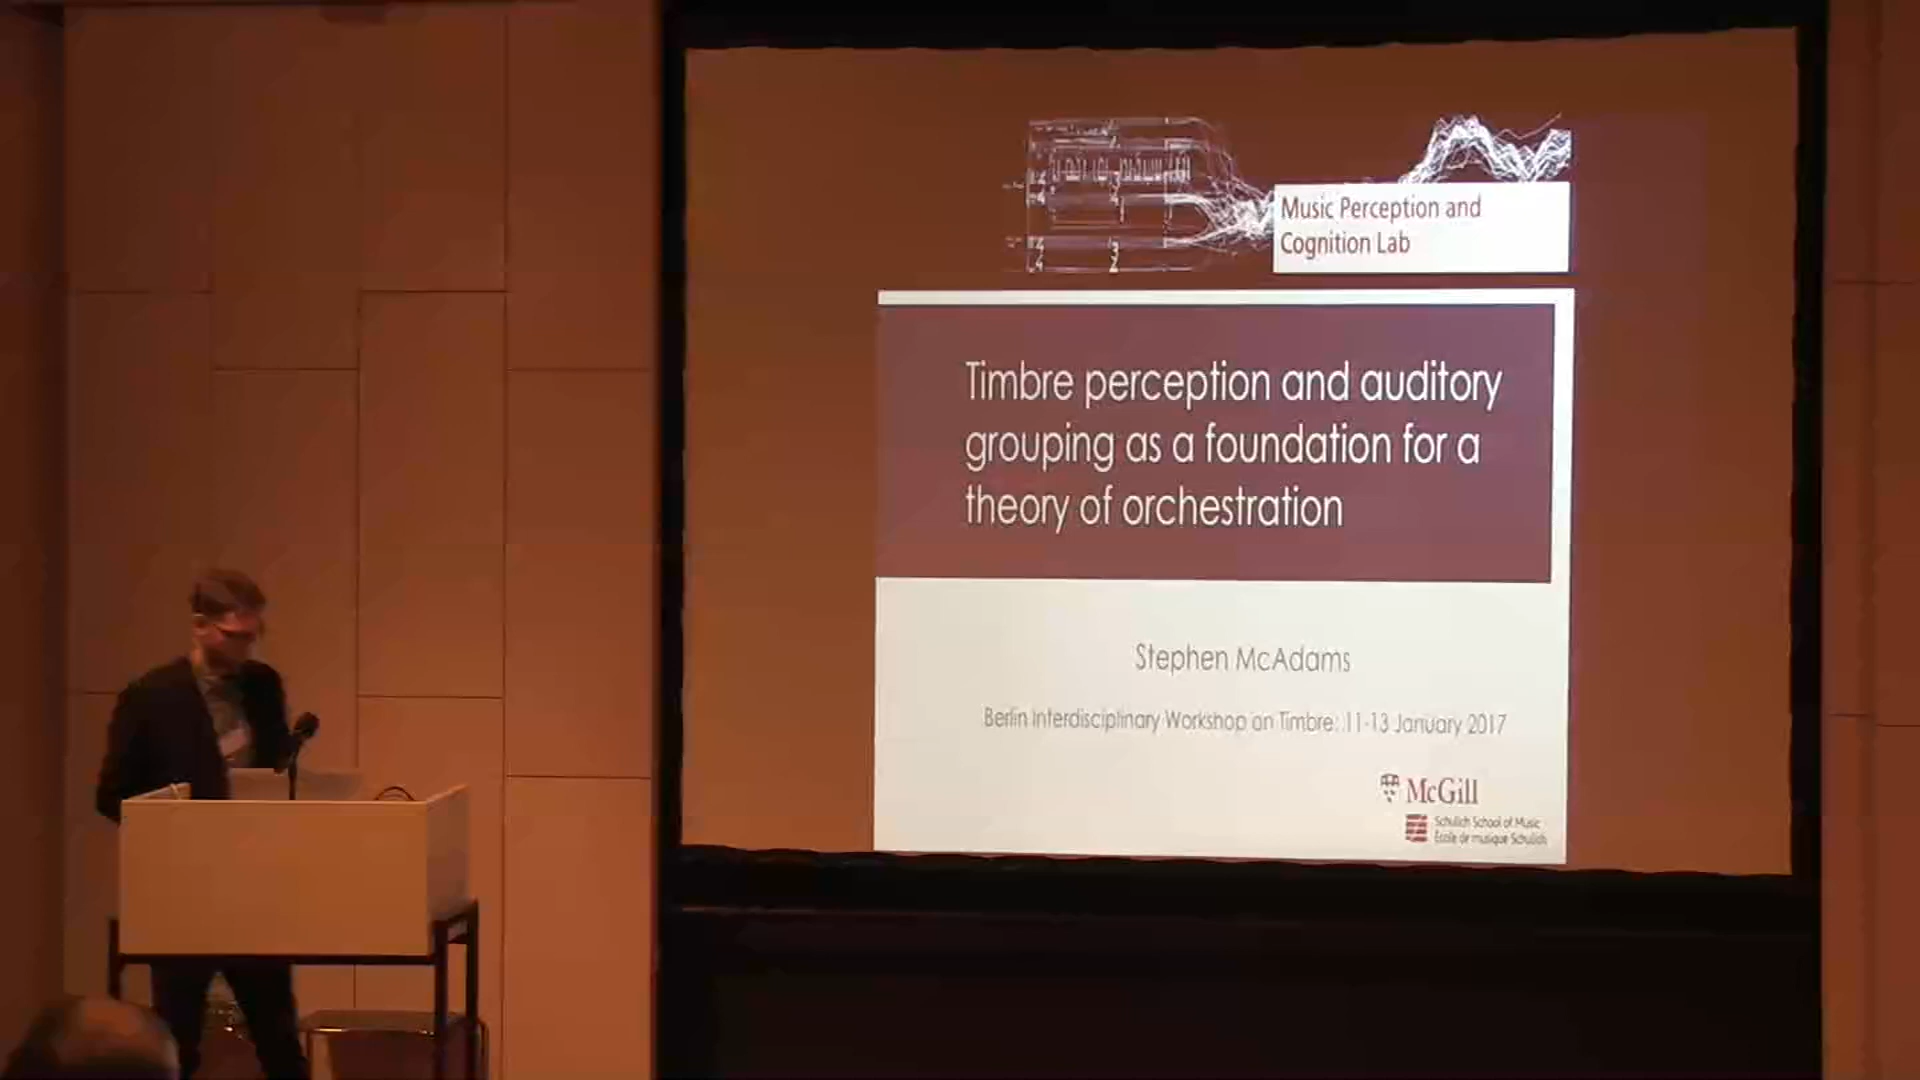 Music Perception and
Cognition Lab
Timbre perception and auditory
grouping as a foundation for a
theory of orchestration
Stephen McAdams
Berlin Interdisciplinary Workshop on Timbre: 11-13 January 2017
McGill
Schulich School of Music
École de musique Schulich